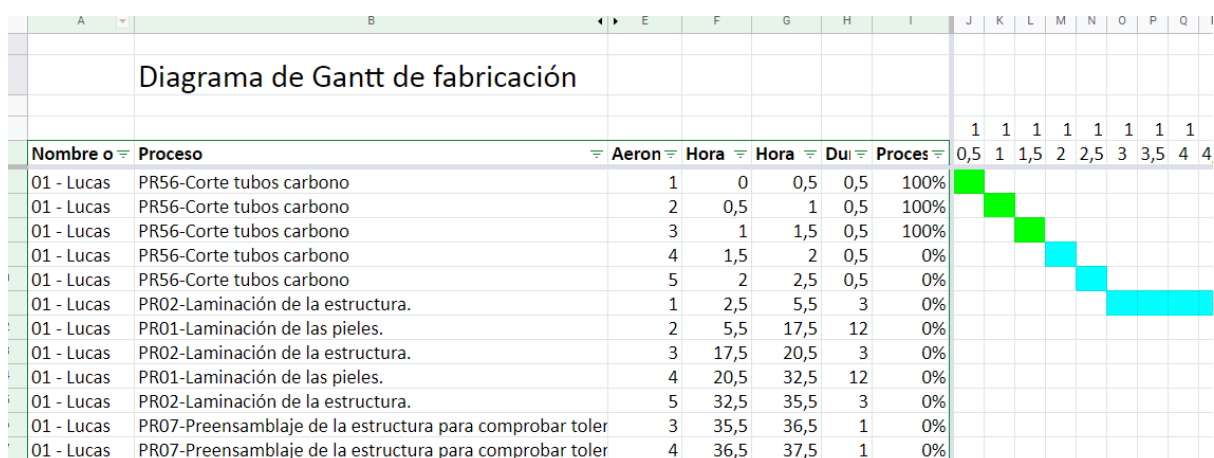 A B E F G H I J K L M N O P Q
Diagrama de Gantt de fabricación
1 1 1 1 1 1 1 1
Nombre o Proceso Aeron Hora Hora Du Proces 0,5 1 1,5 2 2,5 3 3,5 4 4,
01 - Lucas PR56-Corte tubos carbono 1 0 0,5 0,5 100%
01 - Lucas PR56-Corte tubos carbono 2 0,5 1 0,5 100%
01 - Lucas PR56-Corte tubos carbono 3 1 1,5 0,5 100%
01 - Lucas PR56-Corte tubos carbono 4 1,5 2 0,5 0%
01 - Lucas PR56-Corte tubos carbono 5 2 2,5 0,5 0%
01 - Lucas PR02-Laminación de la estructura. 1 2,5 5,5 3 0%
01 - Lucas PR01-Laminación de las pieles. 2 5,5 17,5 12 0%
01 - Lucas PR02-Laminación de la estructura. 3 17,5 20,5 3 0%
01 - Lucas PR01-Laminación de las pieles. 4 20,5 32,5 12 0%
01 - Lucas PR02-Laminación de la estructura. 5 32,5 35,5 3 0%
01 - Lucas PR07-Preensamblaje de la estructura para comprobar toler 3 35,5 36,5 1 0%
01 - Lucas PR07-Preensamblaje de la estructura para comprobar toler 4 36,5 37,5 1 0%